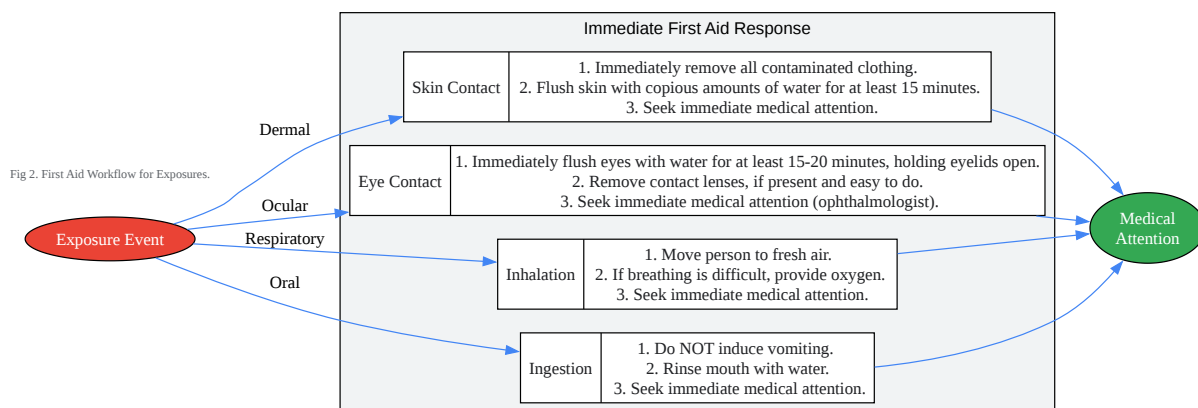 Immediate First Aid Response
Skin Contact
1. Immediately remove all contaminated clothing.
2. Flush skin with copious amounts of water for at least 15 minutes.
3. Seek immediate medical attention.
Dermal
Fig 2. First Aid Workflow for Exposures.
Eye Contact
1. Immediately flush eyes with water for at least 15-20 minutes, holding eyelids open.
2. Remove contact lenses, if present and easy to do.
3. Seek immediate medical attention (ophthalmologist).
Ocular
Exposure Event
Respiratory
Medical
Attention
Inhalation
1. Move person to fresh air.
2. If breathing is difficult, provide oxygen.
3. Seek immediate medical attention.
Oral
Ingestion
1. Do NOT induce vomiting.
2. Rinse mouth with water.
3. Seek immediate medical attention.